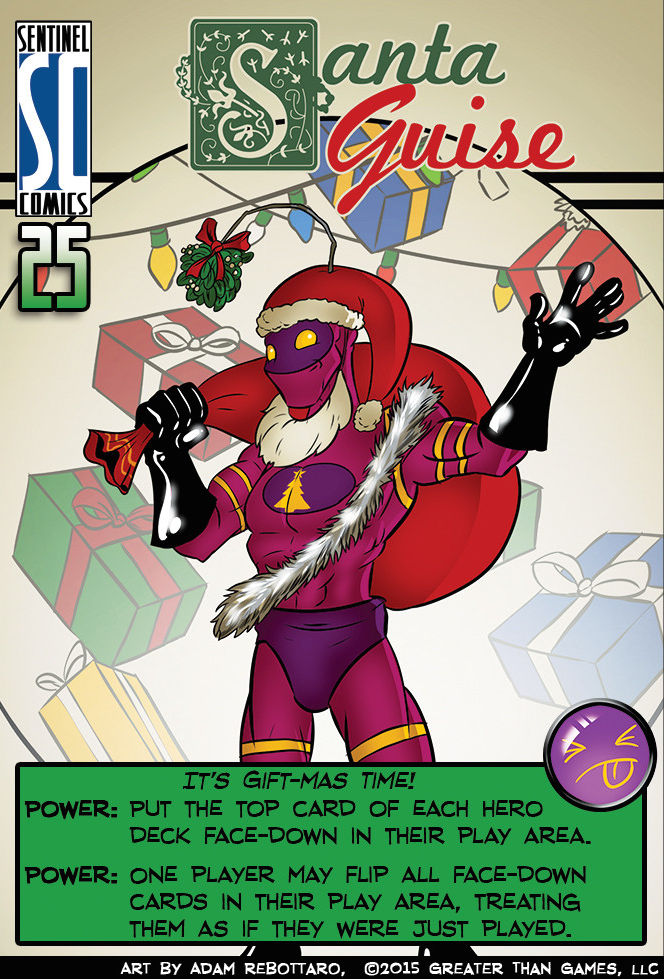 SENTINEL
SC
COMICS
25
Santa
Guise
IT'S GIFT-MAS TIME!
POWER: PUT THE TOP CARD OF EACH HERO
DECK FACE-DOWN IN THEIR PLAY AREA.
POWER: ONE PLAYER MAY FLIP ALL FACE-DOWN
CARDS IN THEIR PLAY AREA, TREATING
THEM AS IF THEY WERE JUST PLAYED.
ART BY ADAM REBOTTARO, ©2015 GREATER THAN GAMES, LLC